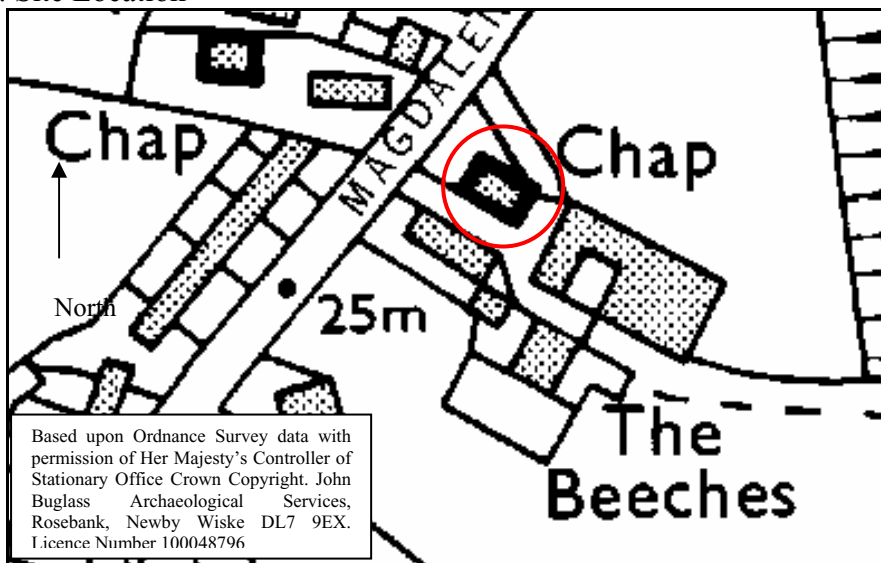 Site Location
MAGDALEN
Chap
Chap
North
25m
The
Beeches
Based upon Ordnance Survey data with
permission of Her Majesty's Controller of
Stationary Office Crown Copyright. John
Buglass Archaeological Services,
Rosebank, Newby Wiske DL7 9EX.
Licence Number 100048796